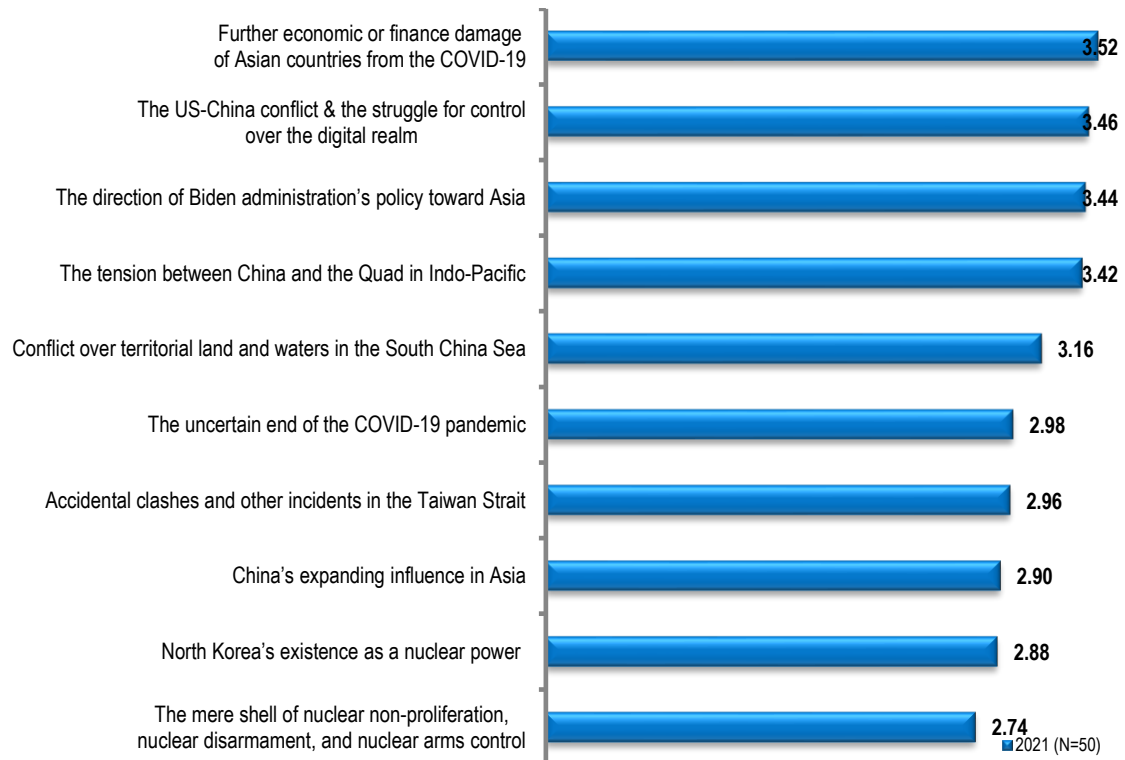 Further economic or finance damage
of Asian countries from the COVID-19
3.52
The US-China conflict & the struggle for control
over the digital realm
3.46
The direction of Biden administration’s policy toward Asia
3.44
The tension between China and the Quad in Indo-Pacific
3.42
Conflict over territorial land and waters in the South China Sea
3.16
The uncertain end of the COVID-19 pandemic
2.98
Accidental clashes and other incidents in the Taiwan Strait
2.96
China’s expanding influence in Asia
2.90
North Korea’s existence as a nuclear power
2.88
The mere shell of nuclear non-proliferation,
nuclear disarmament, and nuclear arms control
2.74
2021 (N=50)